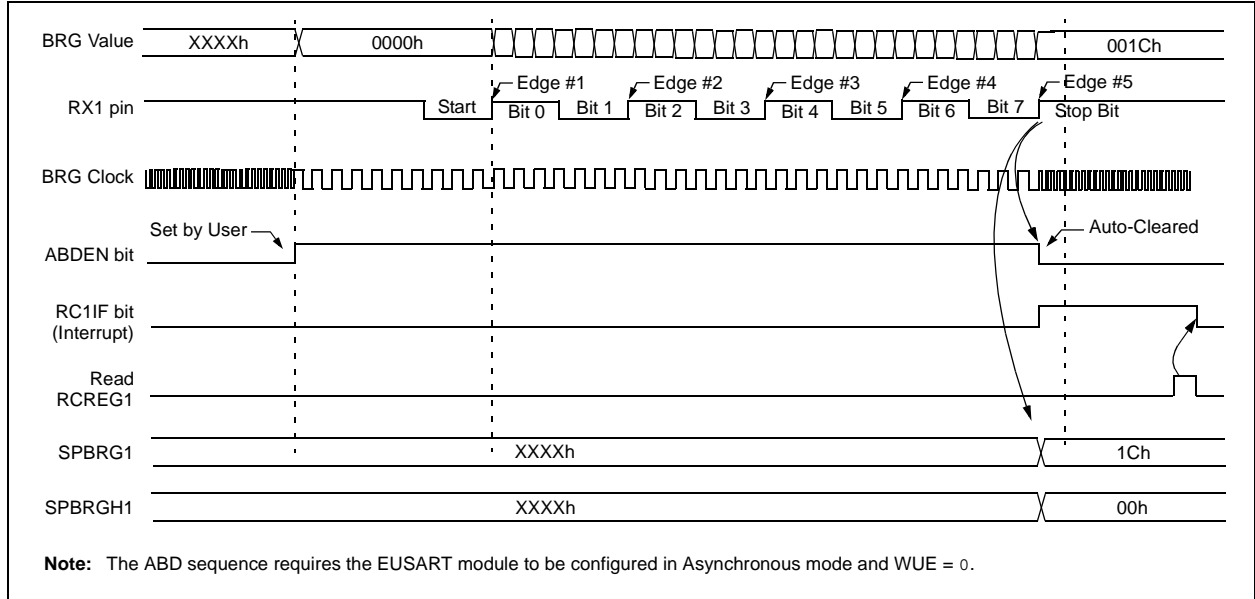 BRG Value XXXXh 0000h 001Ch
Edge #1 Edge #2 Edge #3 Edge #4 Edge #5
RX1 pin Start Bit 0 Bit 1 Bit 2 Bit 3 Bit 4 Bit 5 Bit 6 Bit 7 Stop Bit
BRG Clock
Set by User Auto-Cleared
ABDEN bit
RC1IF bit
(Interrupt)
Read
RCREG1
SPBRG1 XXXXh 1Ch
SPBRGH1 XXXXh 00h
Note: The ABD sequence requires the EUSART module to be configured in Asynchronous mode and WUE = 0.